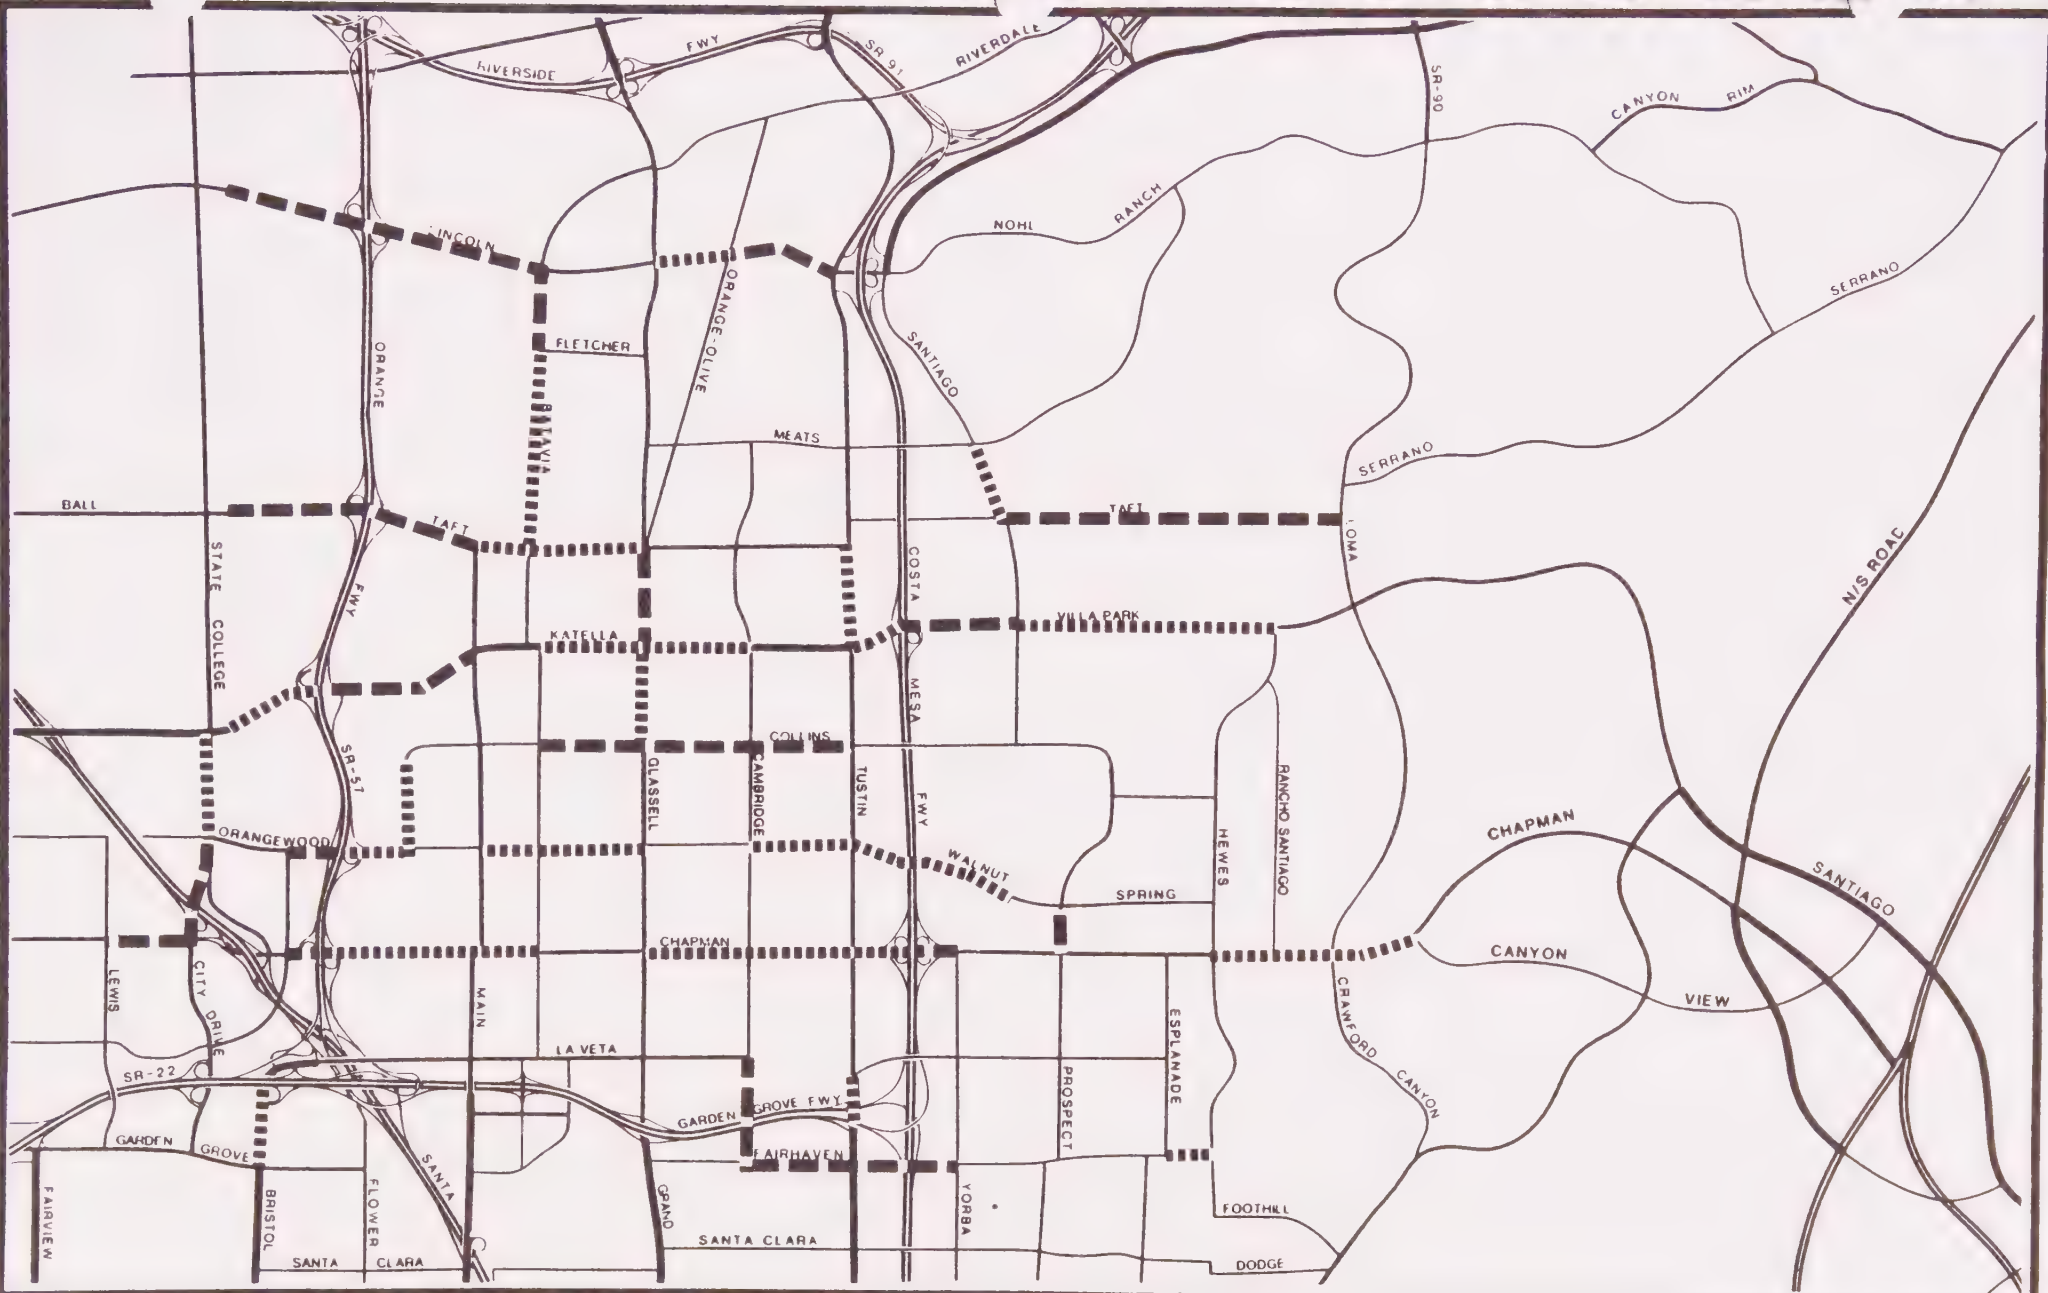 RIVERSIDE
FWY
SR-91
RIVERDALE
SR-90
CANYON RIM
LINCOLN
NOHL RANCH
SERRANO
ORANGE
FLETCHER
ORANGE-OLIVE
SANTIAGO
BATAVIA
MEATS
SERRANO
BALL
TAFT
TAFT
LOMA
STATE COLLEGE
FWY
COSTA MESA FWY
N/S ROAD
KATELLA
VILLA PARK
SR-57
COLLINS
GLASSELL
CAMBRIDGE
TUSTIN
RANCHO SANTIAGO
HEWES
ORANGEWOOD
WALNUT
SPRING
CHAPMAN
SANTIAGO
CHAPMAN
CANYON VIEW
LEWIS
CITY DRIVE
MAIN
ESPLANADE
CRAWFORD CANYON
LA VETA
SR-22
PROSPECT
GARDEN GROVE FWY
GARDEN GROVE
FAIRHAVEN
SANTA
FAIRVIEW
BRISTOL
FLOWER
GRAND
YORBA
FOOTHILL
SANTA CLARA
SANTA CLARA
DODGE